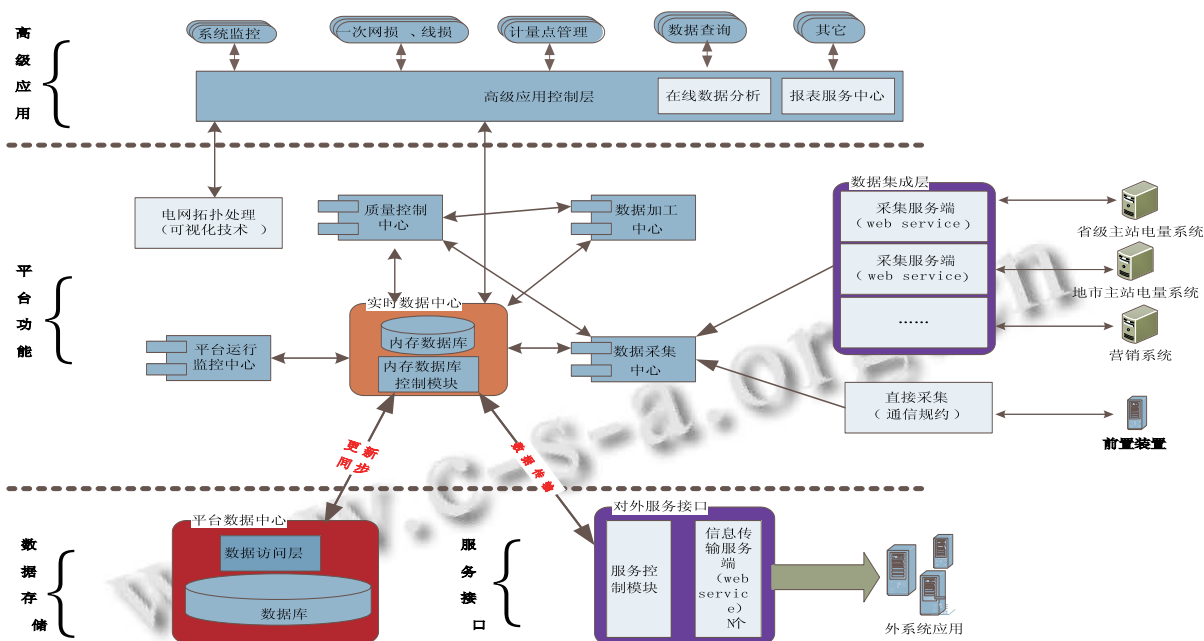 高级应用
系统监控
一次网损、线损
计量点管理
数据查询
其它
高级应用控制层
在线数据分析
报表服务中心
平台功能
电网拓扑处理
（可视化技术 ）
质量控制
中心
数据加工
中心
数据集成层
采集服务端
（web service）
采集服务端
（web service）
……
省级主站电量系统
地市主站电量系统
营销系统
实时数据中心
内存数据库
内存数据库
控制模块
平台运行
监控中心
数据采集
中心
直接采集
（通信规约）
前置装置
更新
同步
数据传输
数据存储
平台数据中心
数据访问层
数据库
服务接口
对外服务接口
服务控
制模块
信息传
输服务
端
（web
servic
e）
N个
外系统应用
www.c-s-a.org.cn